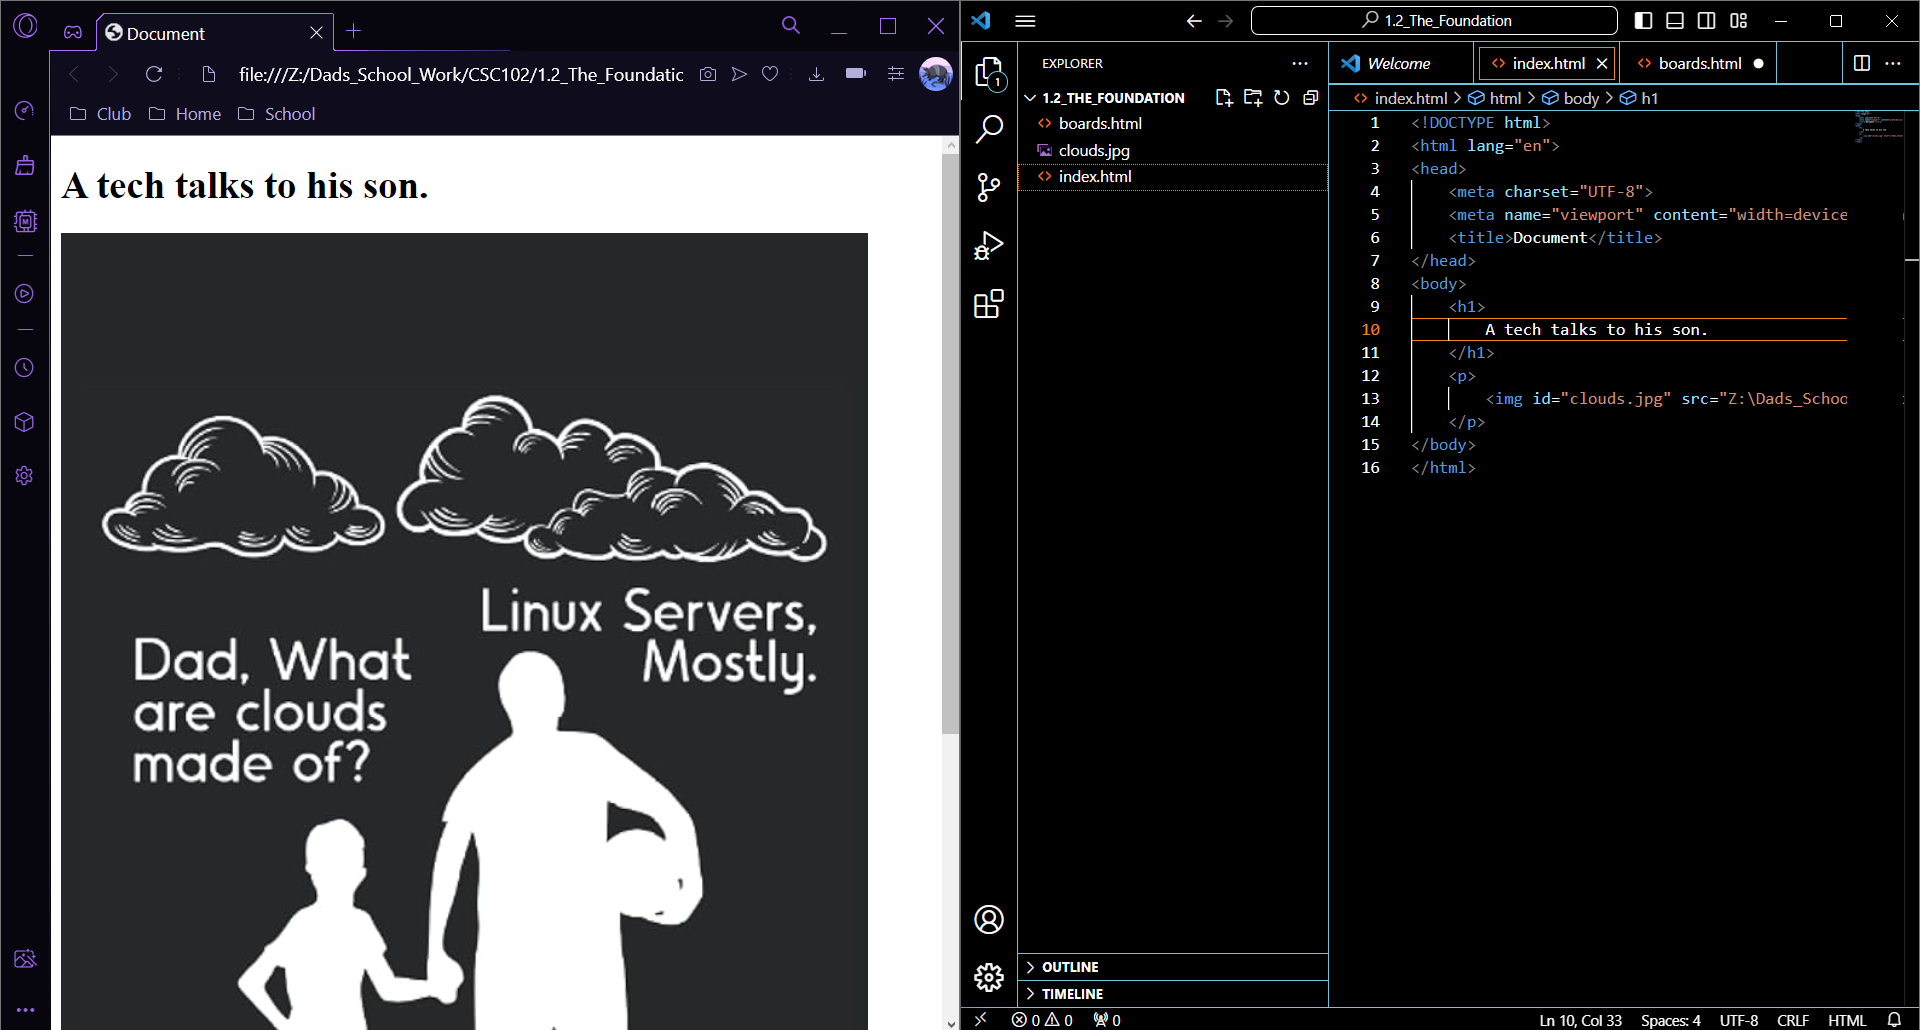 Document
file:///Z:/Dads_School_Work/CSC102/1.2_The_Foundatic
Club Home School
A tech talks to his son.
Linux Servers,
Mostly.
Dad, What
are clouds
made of?
1.2_The_Foundation
1
EXPLORER
1.2_THE_FOUNDATION
boards.html
clouds.jpg
index.html
OUTLINE
TIMELINE
Welcome index.html boards.html
index.html > html > body > h1
1 <!DOCTYPE html>
2 <html lang="en">
3 <head>
4 <meta charset="UTF-8">
5 <meta name="viewport" content="width=device
6 <title>Document</title>
7 </head>
8 <body>
9 <h1>
10 A tech talks to his son.
11 </h1>
12 <p>
13 <img id="clouds.jpg" src="Z:\Dads_Schoo
14 </p>
15 </body>
16 </html>
0 0 0 Ln 10, Col 33 Spaces: 4 UTF-8 CRLF HTML